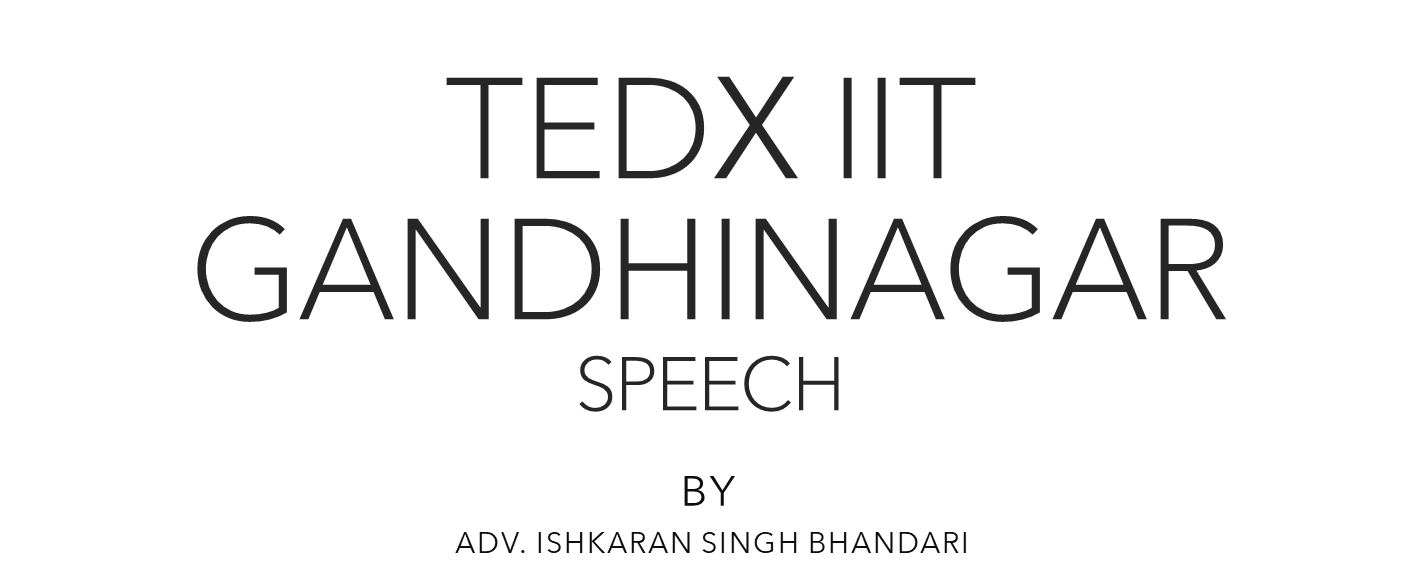 TEDX IIT
GANDHINAGAR
SPEECH
BY
ADV. ISHKARAN SINGH BHANDARI